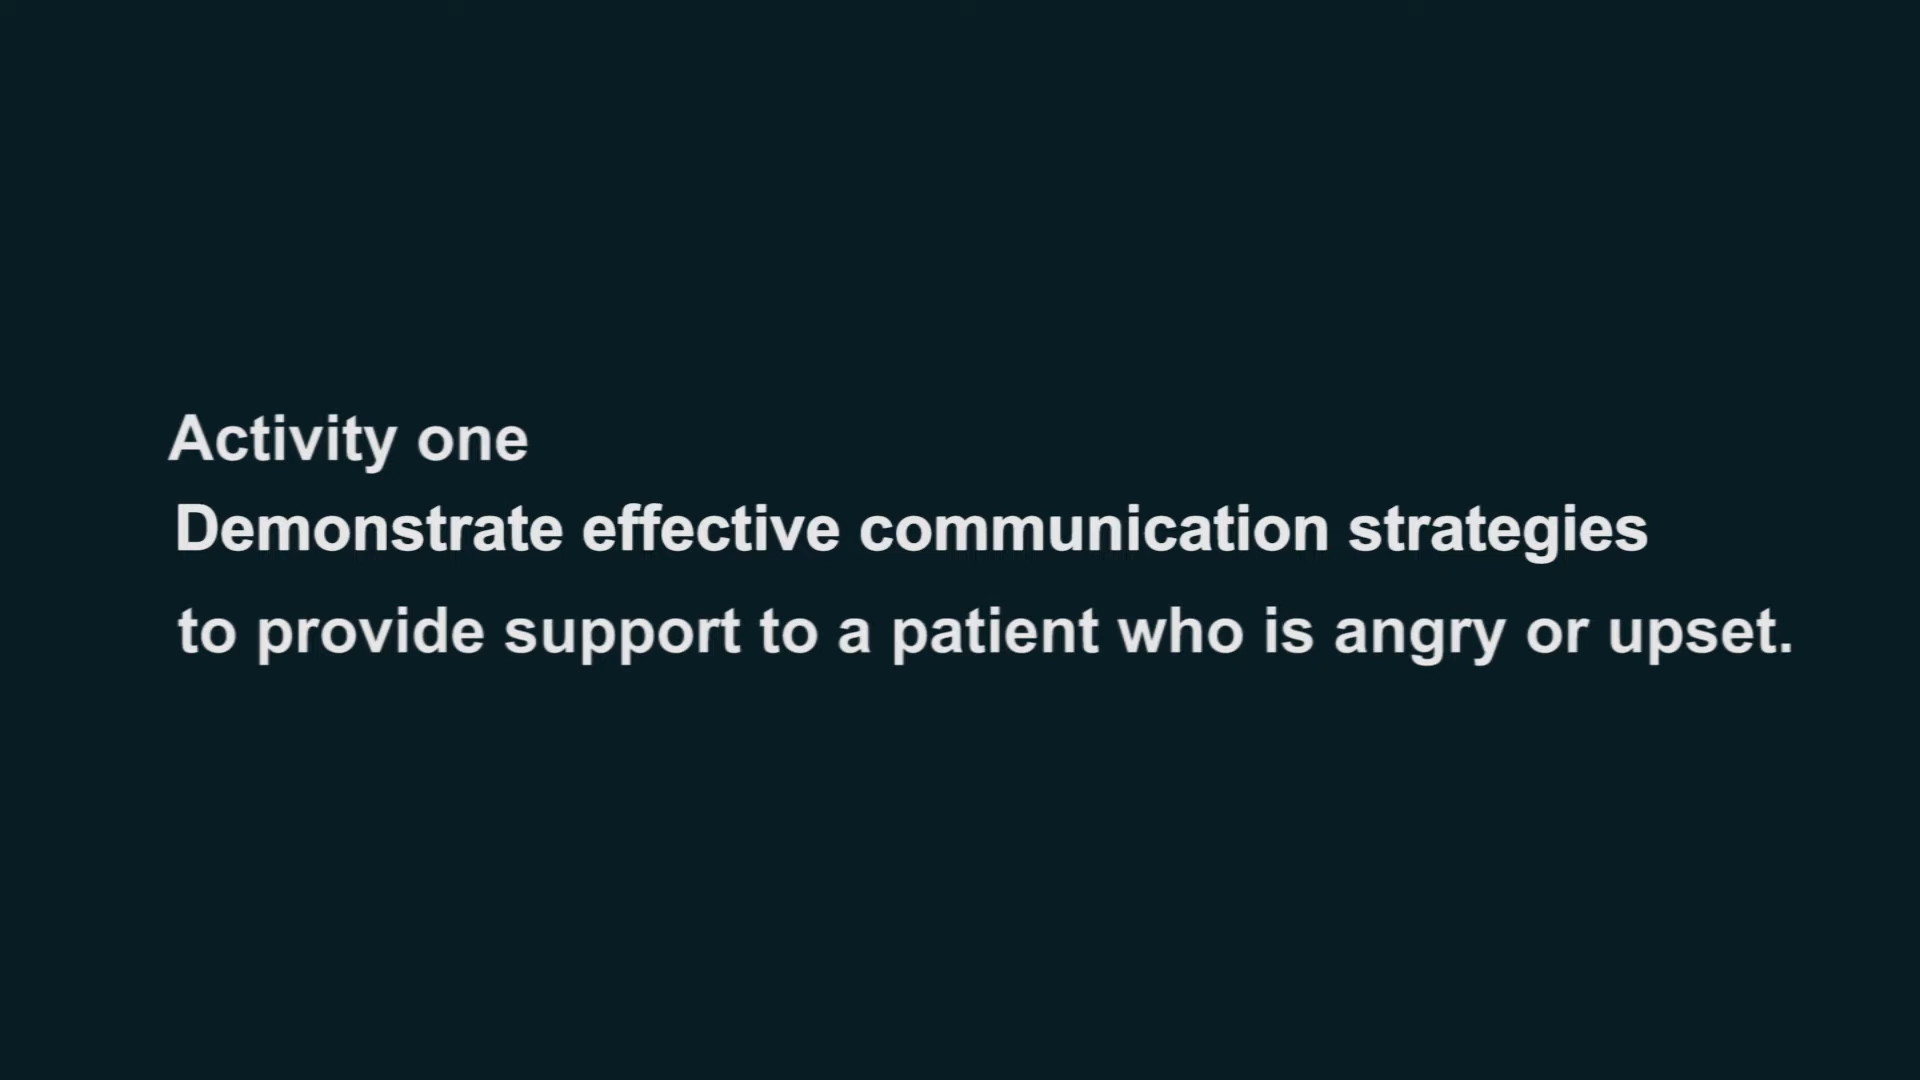 Activity one
Demonstrate effective communication strategies
to provide support to a patient who is angry or upset.